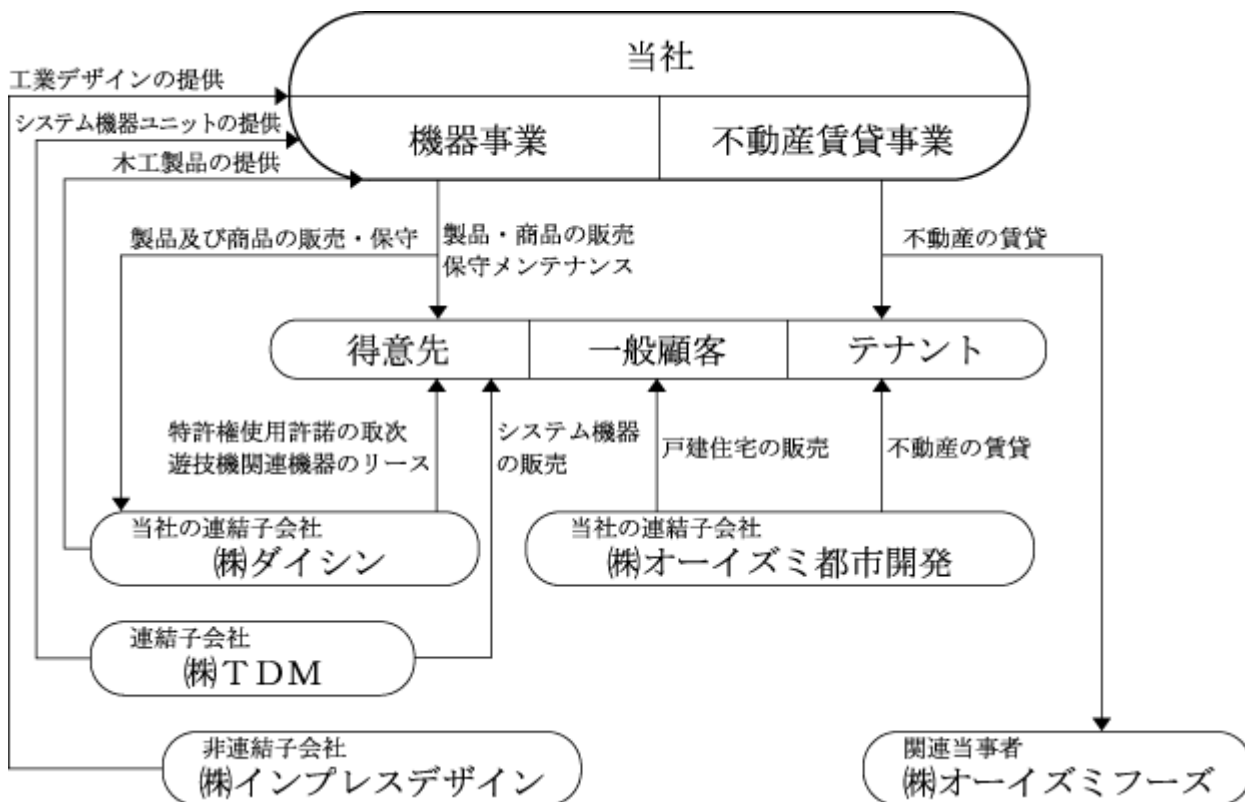 当社
工業デザインの提供
システム機器ユニットの提供
機器事業
不動産賃貸事業
木工製品の提供
製品及び商品の販売・保守
製品・商品の販売
保守メンテナンス
不動産の賃貸
得意先
一般顧客
テナント
特許権使用許諾の取次
遊技機関連機器のリース
システム機器
の販売
戸建住宅の販売
不動産の賃貸
当社の連結子会社
㈱ダイシン
当社の連結子会社
㈱オーイズミ都市開発
連結子会社
㈱ＴＤＭ
非連結子会社
㈱インプレスデザイン
関連当事者
㈱オーイズミフーズ